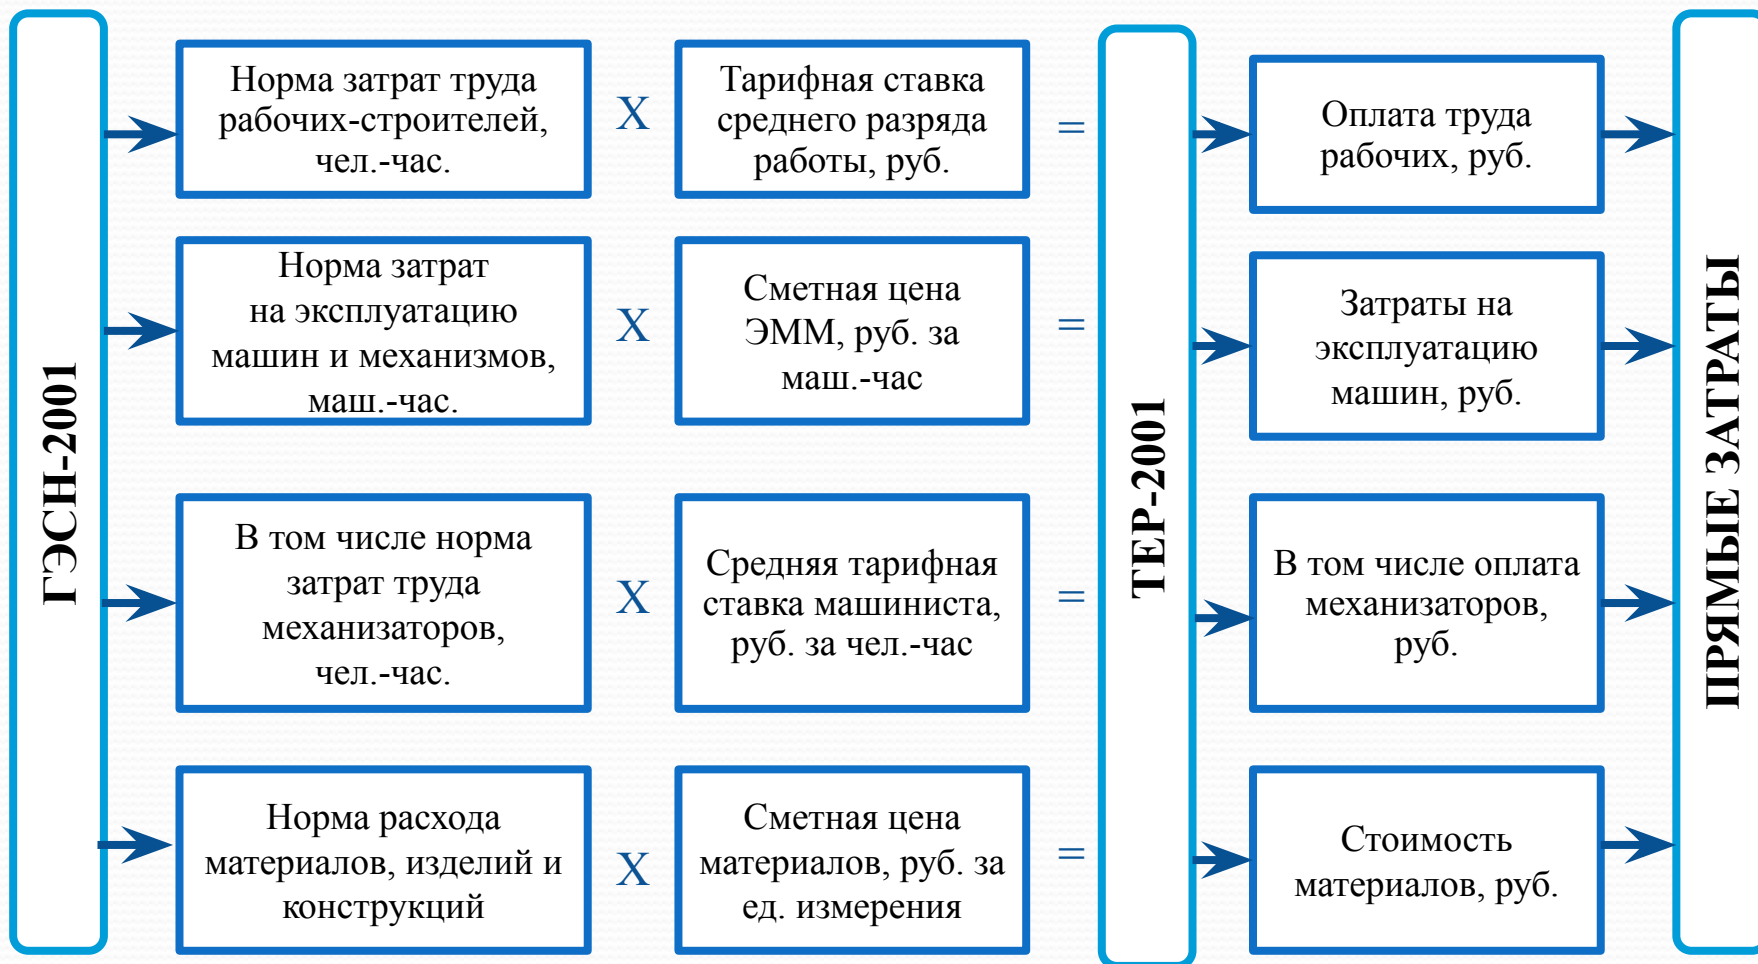 ГЭСН-2001
Норма затрат труда
рабочих-строителей,
чел.-час.
X
Тарифная ставка
среднего разряда
работы, руб.
=
Оплата труда
рабочих, руб.
Норма затрат
на эксплуатацию
машин и механизмов,
маш.-час.
X
Сметная цена
ЭММ, руб. за
маш.-час
=
Затраты на
эксплуатацию
машин, руб.
В том числе норма
затрат труда
механизаторов,
чел.-час.
X
Средняя тарифная
ставка машиниста,
руб. за чел.-час
=
В том числе оплата
механизаторов,
руб.
Норма расхода
материалов, изделий и
конструкций
X
Сметная цена
материалов, руб. за
ед. измерения
=
Стоимость
материалов, руб.
ТЕР-2001
ПРЯМЫЕ ЗАТРАТЫ